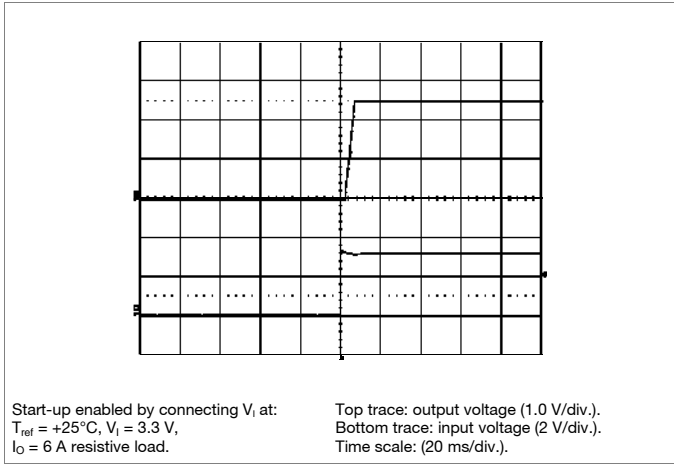 Start-up enabled by connecting VI at:
Tref = +25°C, VI = 3.3 V,
IO = 6 A resistive load.
Top trace: output voltage (1.0 V/div.).
Bottom trace: input voltage (2 V/div.).
Time scale: (20 ms/div.).